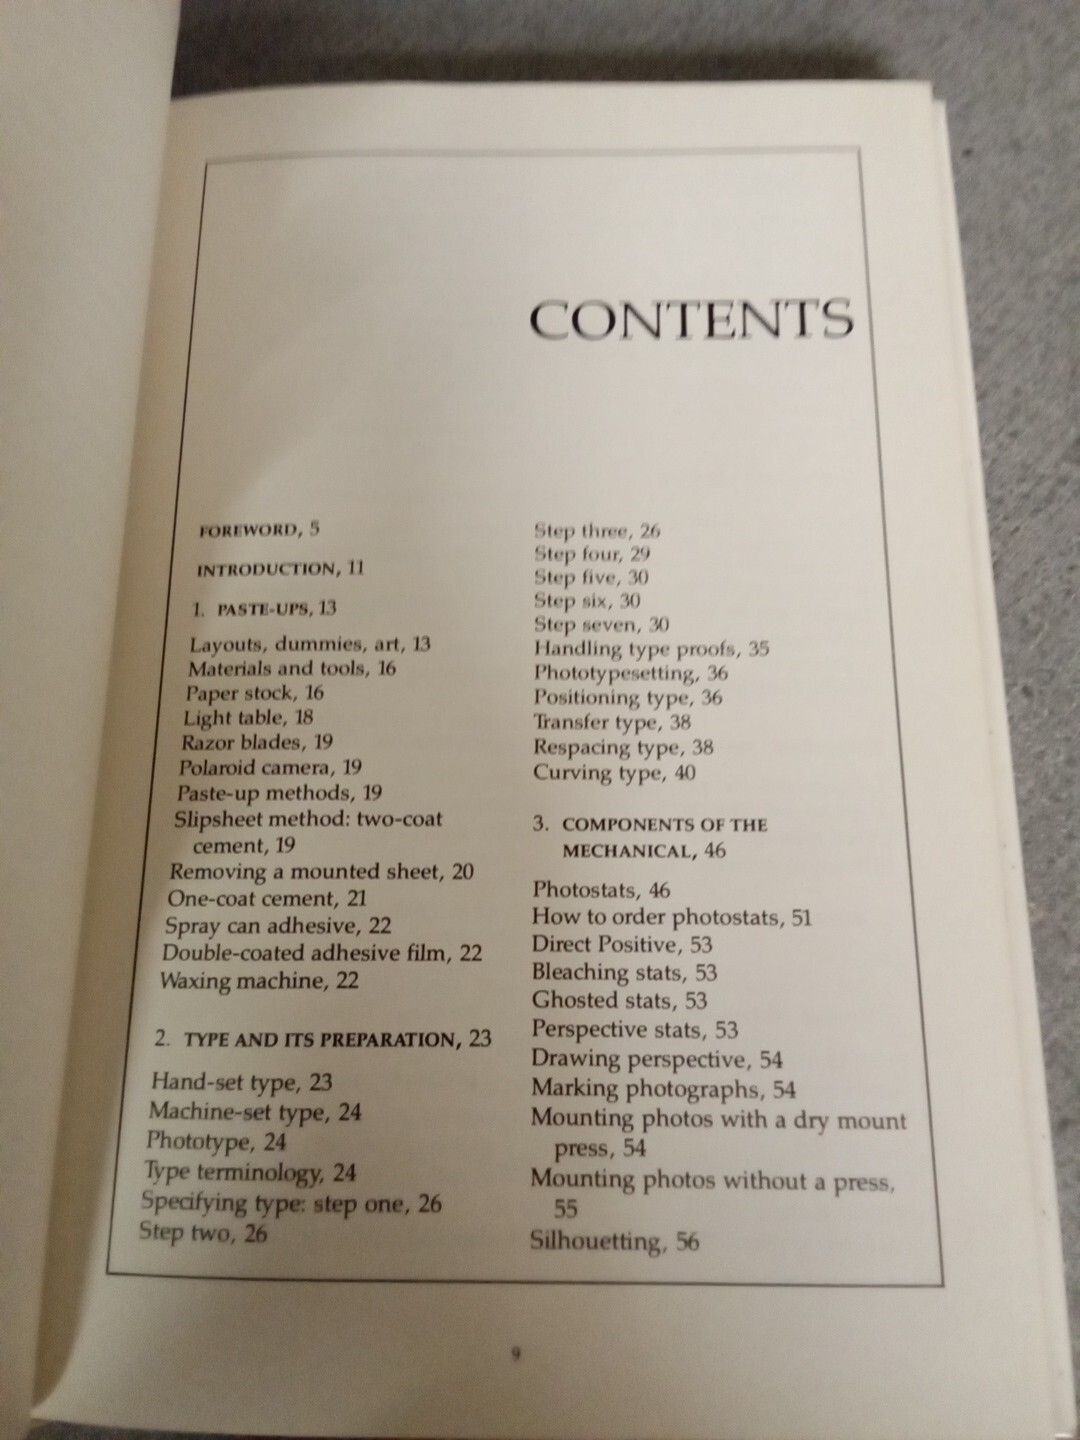 CONTENTS
FOREWORD, 5
INTRODUCTION, 11
1. PASTE-UPS, 13
Layouts, dummies, art, 13
Materials and tools, 16
Paper stock, 16
Light table, 18
Razor blades, 19
Polaroid camera, 19
Paste-up methods, 19
Slipsheet method: two-coat
cement, 19
Removing a mounted sheet, 20
One-coat cement, 21
Spray can adhesive, 22
Double-coated adhesive film, 22
Waxing machine, 22
2. TYPE AND ITS PREPARATION, 23
Hand-set type, 23
Machine-set type, 24
Phototype, 24
Type terminology, 24
Specifying type: step one, 26
Step two, 26
Step three, 26
Step four, 29
Step five, 30
Step six, 30
Step seven, 30
Handling type proofs, 35
Phototypesetting, 36
Positioning type, 36
Transfer type, 38
Respacing type, 38
Curving type, 40
3. COMPONENTS OF THE
MECHANICAL, 46
Photostats, 46
How to order photostats, 51
Direct Positive, 53
Bleaching stats, 53
Ghosted stats, 53
Perspective stats, 53
Drawing perspective, 54
Marking photographs, 54
Mounting photos with a dry mount
press, 54
Mounting photos without a press,
55
Silhouetting, 56
9